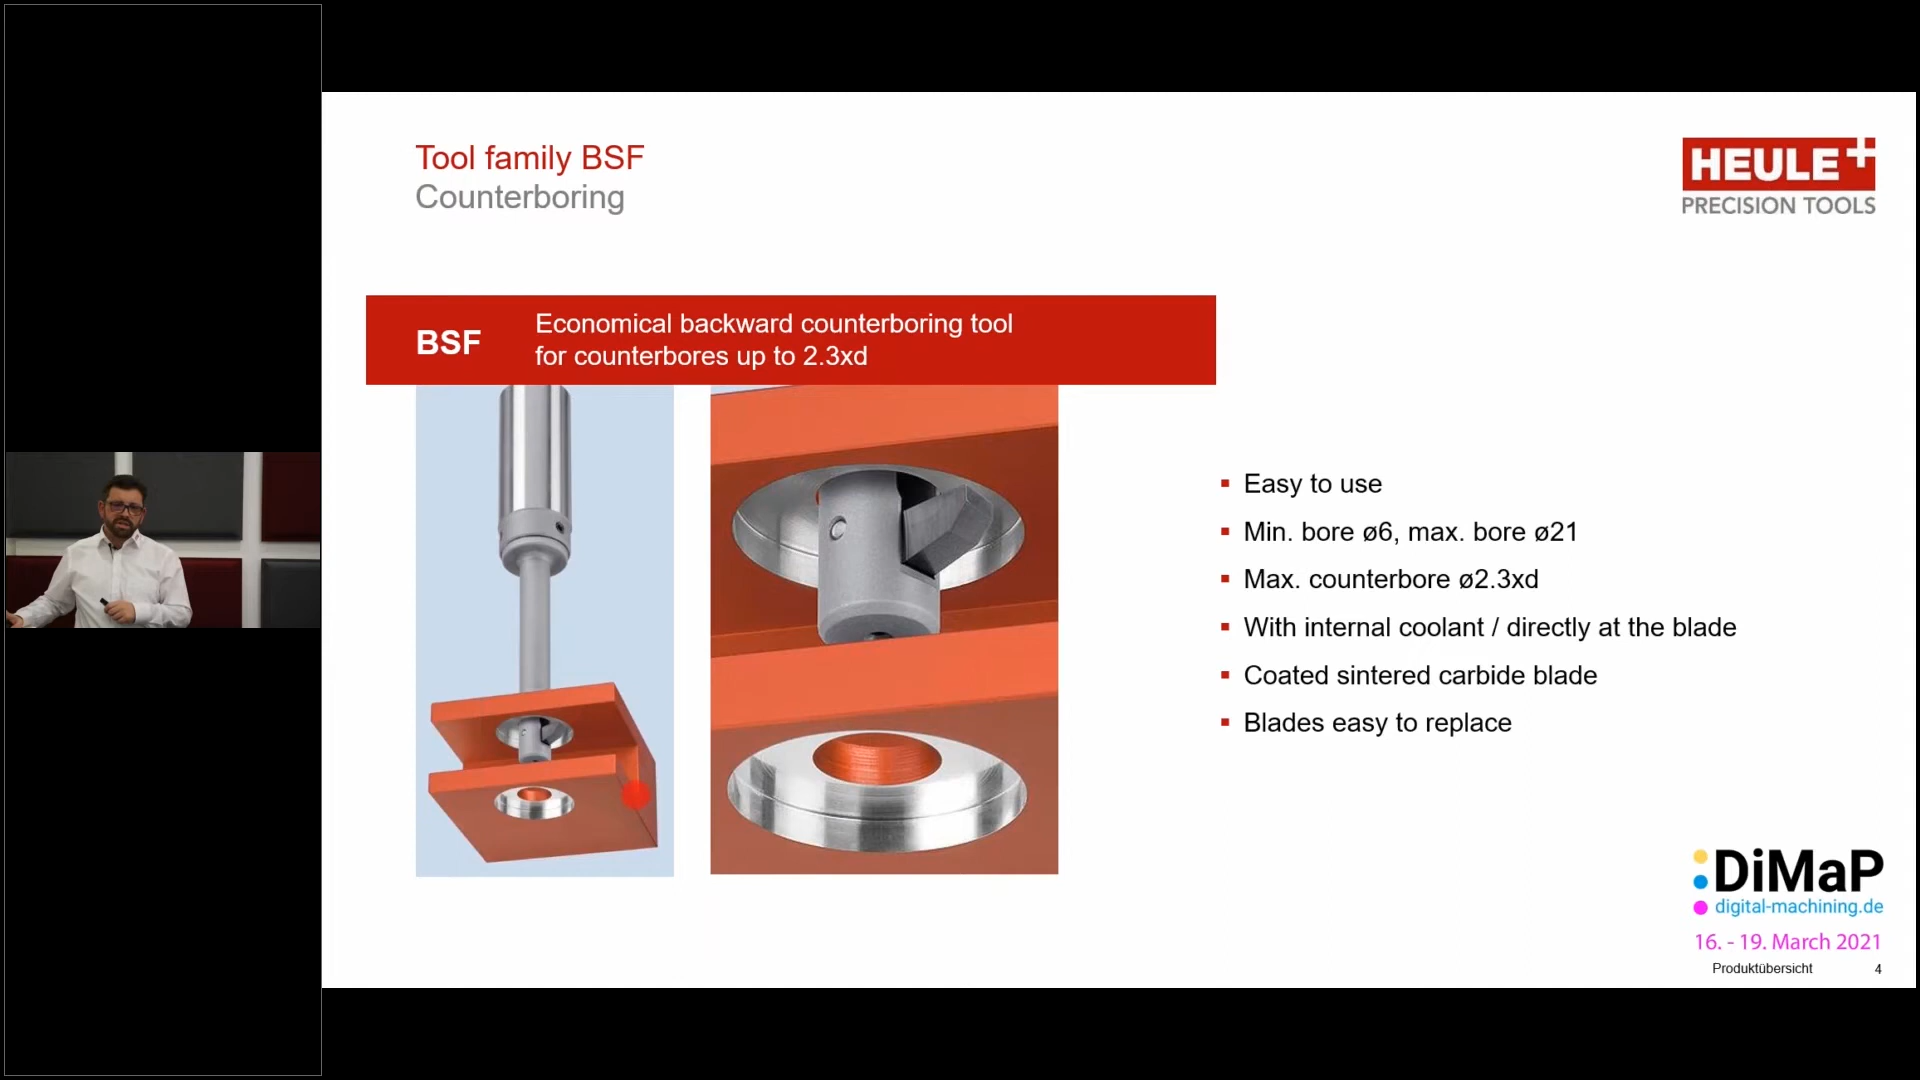 Tool family BSF
Counterboring
HEULE
PRECISION TOOLS
BSF
Economical backward counterboring tool
for counterbores up to 2.3xd
Easy to use
Min. bore ø6, max. bore ø21
Max. counterbore ø2.3xd
With internal coolant / directly at the blade
Coated sintered carbide blade
Blades easy to replace
DiMaP
digital-machining.de
16. - 19. March 2021
Produktübersicht 4